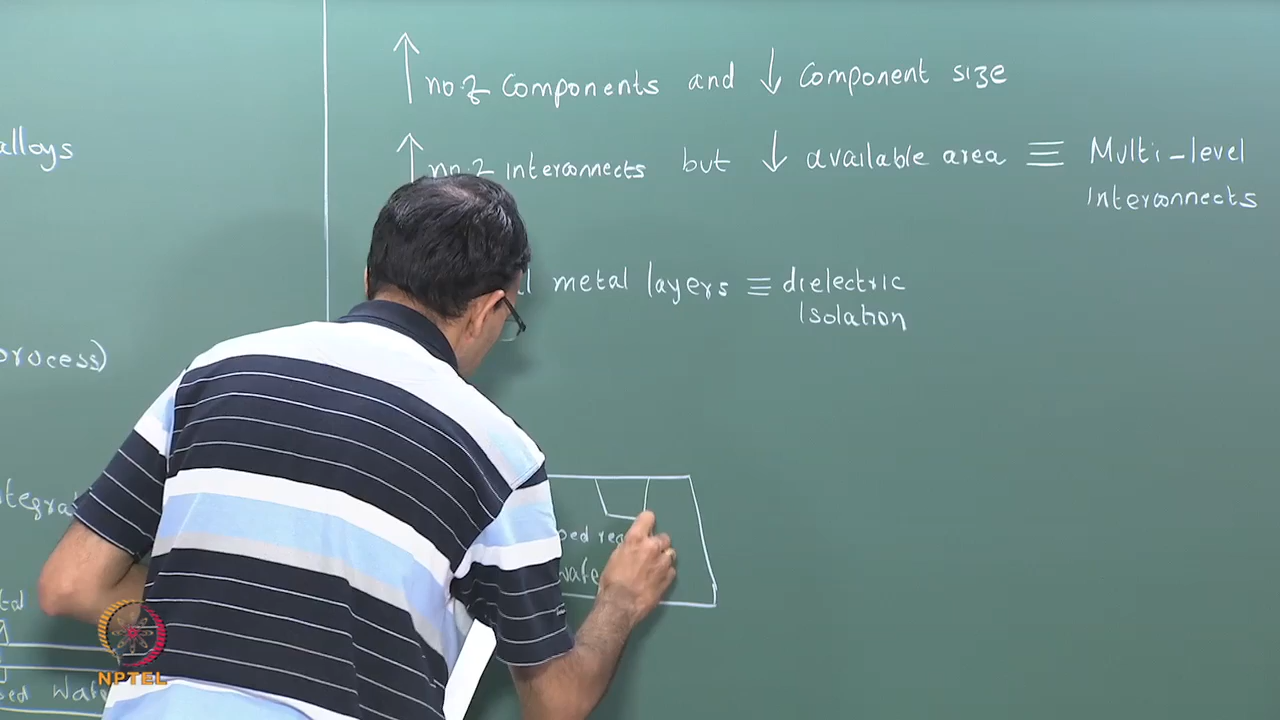 ↑ no. of components and ↓ component size
↑ no. of interconnects but ↓ available area ≡ Multi-level
Interconnects
alloys
metal layers ≡ dielectric
Isolation
process)
NPTEL